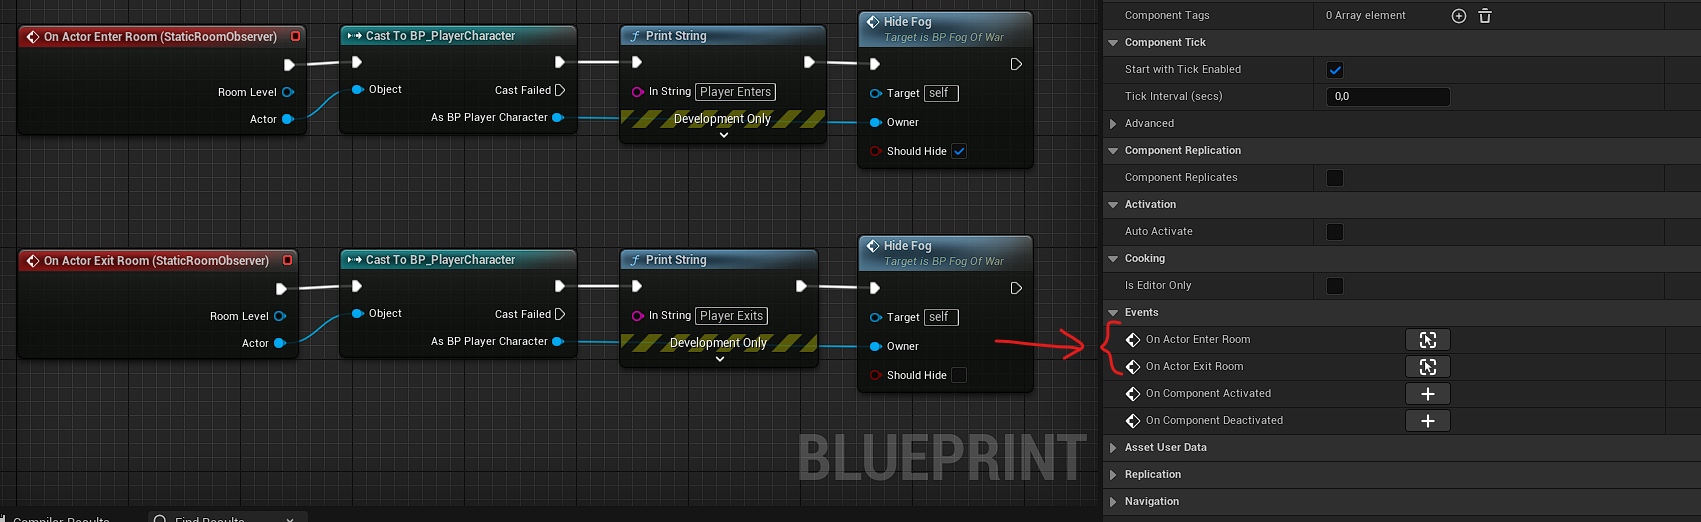 On Actor Enter Room (StaticRoomObserver)
Room Level
Actor
Cast To BP_PlayerCharacter
Object
Cast Failed
As BP Player Character
Print String
In String Player Enters
Development Only
Hide Fog
Target is BP Fog Of War
Target self
Owner
Should Hide
On Actor Exit Room (StaticRoomObserver)
Room Level
Actor
Cast To BP_PlayerCharacter
Object
Cast Failed
As BP Player Character
Print String
In String Player Exits
Development Only
Hide Fog
Target is BP Fog Of War
Target self
Owner
Should Hide
BLUEPRINT
Compiler Results
Find Results
Component Tags 0 Array element
Component Tick
Start with Tick Enabled
Tick Interval (secs) 0,0
Advanced
Component Replication
Component Replicates
Activation
Auto Activate
Cooking
Is Editor Only
Events
On Actor Enter Room
On Actor Exit Room
On Component Activated
On Component Deactivated
Asset User Data
Replication
Navigation